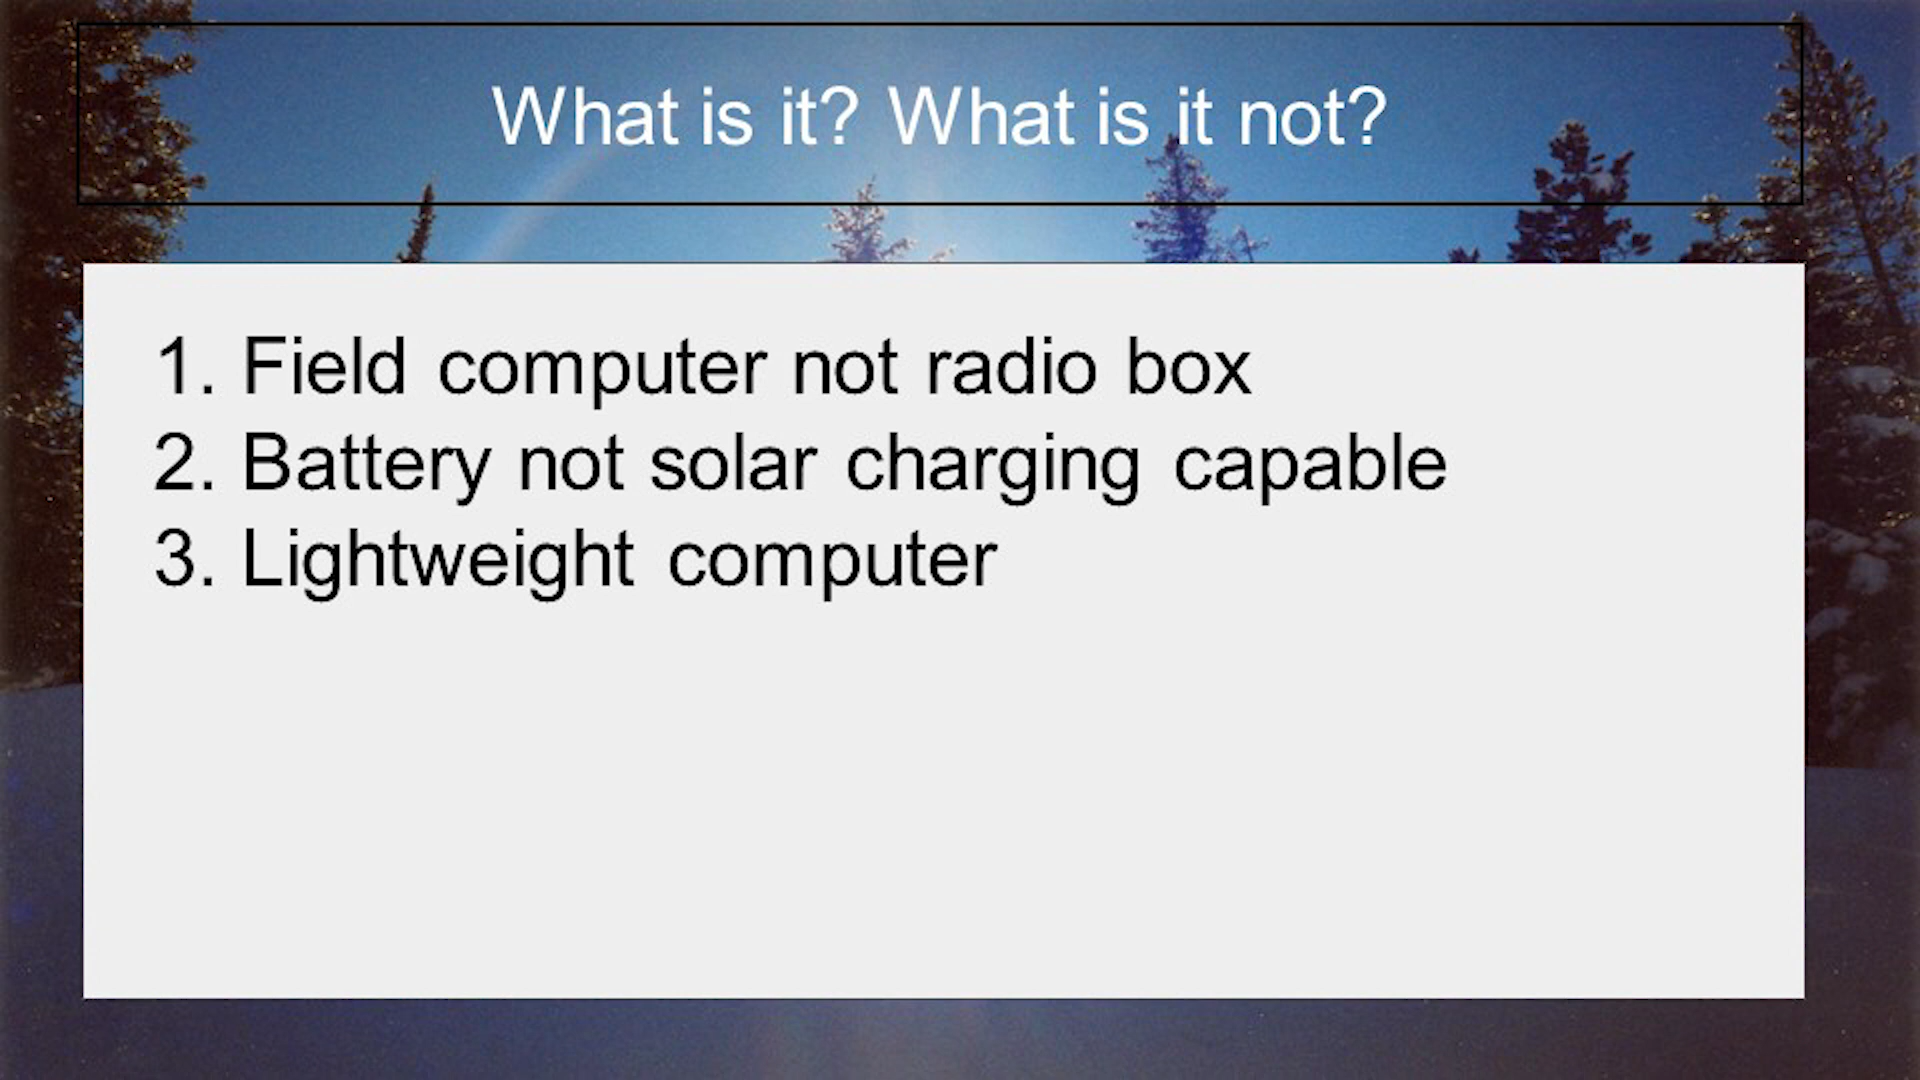 What is it? What is it not?
1. Field computer not radio box
2. Battery not solar charging capable
3. Lightweight computer